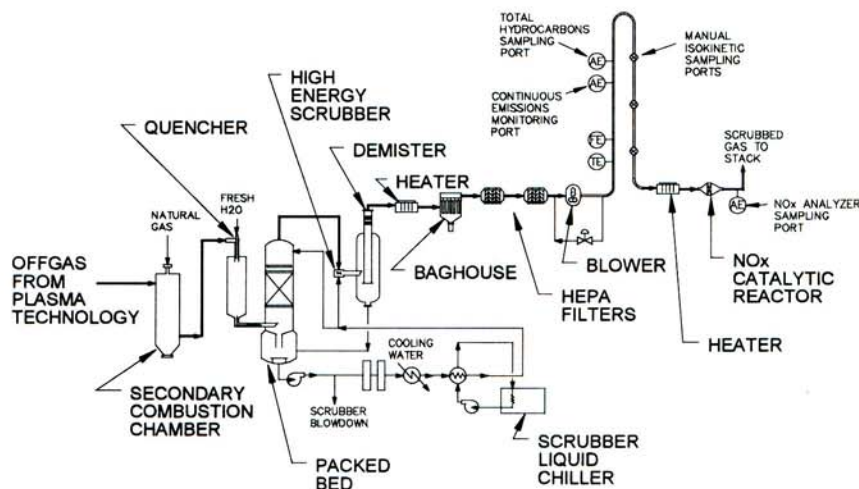 TOTAL
HYDROCARBONS
SAMPLING
PORT
AE
MANUAL
ISOKINETIC
SAMPLING
PORTS
AE
CONTINUOUS
EMISSIONS
MONITORING
PORT
FE
TE
HIGH
ENERGY
SCRUBBER
QUENCHER
DEMISTER
HEATER
SCRUBBED
GAS TO
STACK
AE
NOx ANALYZER
SAMPLING
PORT
FRESH
H2O
NATURAL
GAS
OFFGAS
FROM
PLASMA
TECHNOLOGY
BAGHOUSE
BLOWER
HEPA
FILTERS
NOx
CATALYTIC
REACTOR
HEATER
COOLING
WATER
SECONDARY
COMBUSTION
CHAMBER
SCRUBBER
BLOWDOWN
PACKED
BED
SCRUBBER
LIQUID
CHILLER